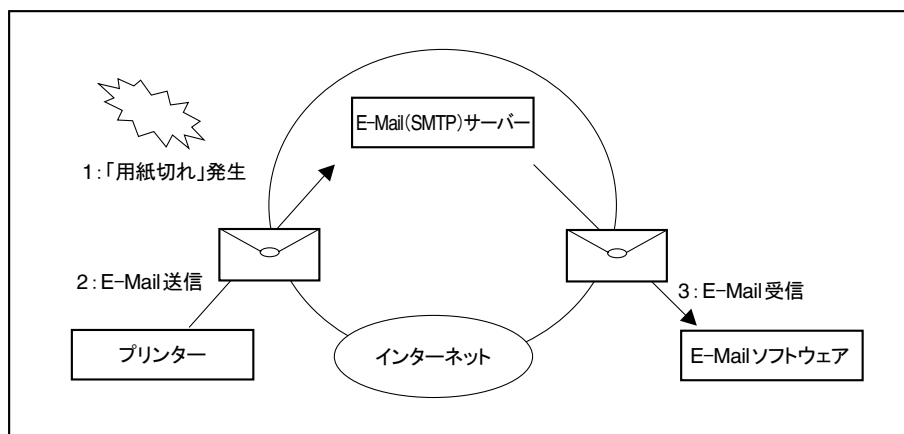 E-Mail(SMTP)サーバー
1:「用紙切れ」発生
2:E-Mail送信
3:E-Mail受信
プリンター
インターネット
E-Mailソフトウェア